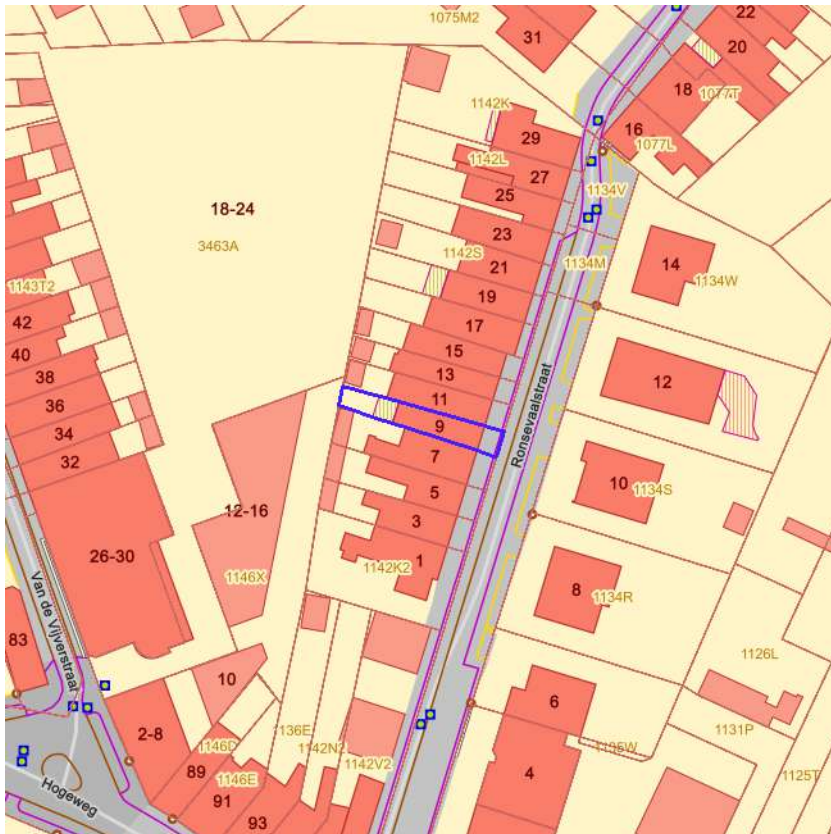 1075M2
22
31
20
18
1077T
1142K
29
16
1077L
1142L
27
25
1134V
18-24
23
3463A
1142S
21
1134M
14
1134W
1143T2
19
42
17
40
15
38
13
12
36
11
34
9
Ronsevaalstraat
32
7
5
10
1134S
12-16
3
26-30
1
1142K2
1146X
8
1134R
Van de Vijverstraat
83
1126L
10
6
2-8
136E
1131P
1146D
1142N2
1135W
89
1146E
1142V2
4
1125T
91
Hogeweg
93